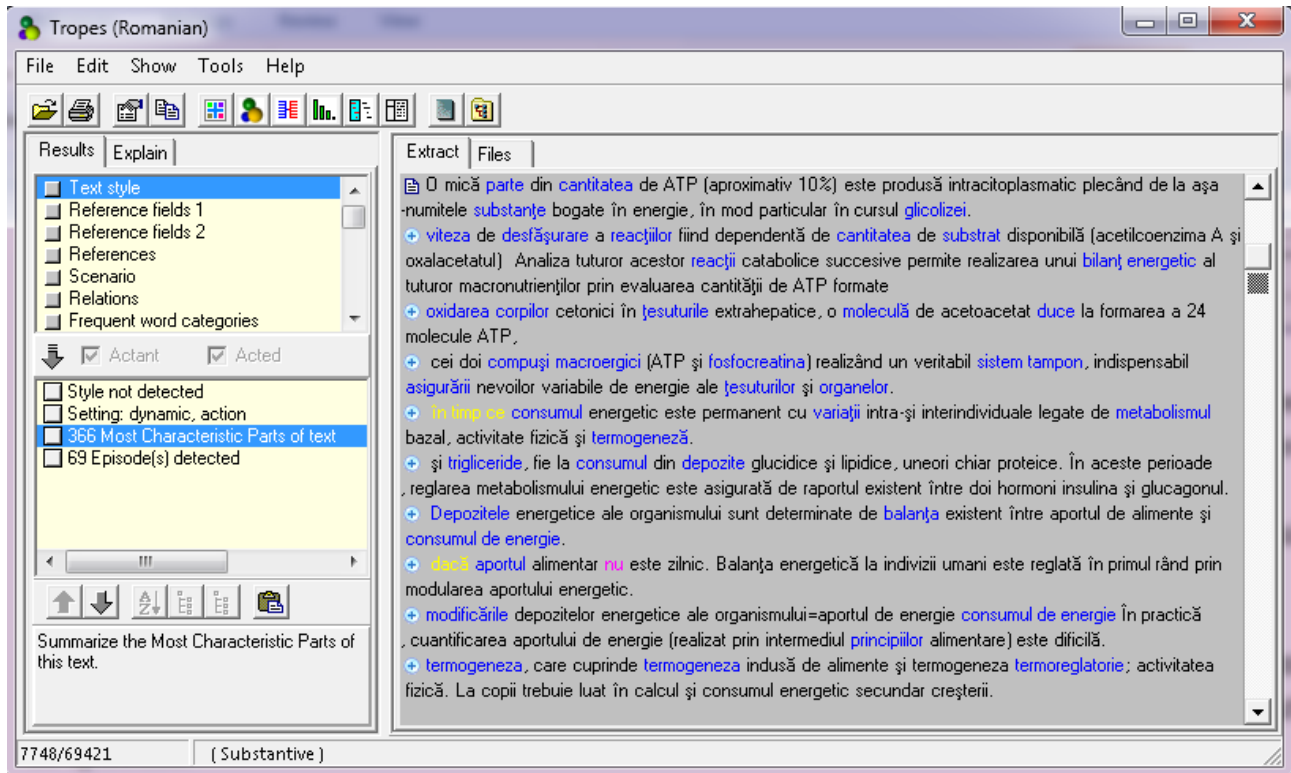 Tropes (Romanian)
File Edit Show Tools Help
Results Explain
Text style
Reference fields 1
Reference fields 2
References
Scenario
Relations
Frequent word categories
Actant Acted
Style not detected
Setting: dynamic, action
366 Most Characteristic Parts of text
69 Episode(s) detected
Summarize the Most Characteristic Parts of
this text.
Extract Files
O mică parte din cantitatea de ATP (aproximativ 10%) este produsă intracitoplasmatic plecând de la aşa
-numitele substanţe bogate în energie, în mod particular în cursul glicolizei.
viteza de desfăşurare a reacţiilor fiind dependentă de cantitatea de substrat disponibilă (acetilcoenzima A şi
oxalacetatul) Analiza tuturor acestor reacţii catabolice succesive permite realizarea unui bilanţ energetic al
tuturor macronutrienţilor prin evaluarea cantităţii de ATP formate
oxidarea corpilor cetonici în ţesuturile extrahepatice, o moleculă de acetoacetat duce la formarea a 24
molecule ATP,
cei doi compuşi macroergici (ATP şi fosfocreatina) realizând un veritabil sistem tampon, indispensabil
asigurării nevoilor variabile de energie ale ţesuturilor şi organelor.
în timp ce consumul energetic este permanent cu variaţii intra-şi interindividuale legate de metabolismul
bazal, activitate fizică şi termogeneză.
şi trigliceride, fie la consumul din depozite glucidice şi lipidice, uneori chiar proteice. În aceste perioade
, reglarea metabolismului energetic este asigurată de raportul existent între doi hormoni insulina şi glucagonul.
Depozitele energetice ale organismului sunt determinate de balanţa existent între aportul de alimente şi
consumul de energie.
dacă aportul alimentar nu este zilnic. Balanţa energetică la indivizii umani este reglată în primul rând prin
modularea aportului energetic.
modificările depozitelor energetice ale organismului=aportul de energie consumul de energie În practică
, cuantificarea aportului de energie (realizat prin intermediul principiilor alimentare) este dificilă.
termogeneza, care cuprinde termogeneza indusă de alimente şi termogeneza termoreglatorie; activitatea
fizică. La copii trebuie luat în calcul şi consumul energetic secundar creşterii.
7748/69421 ( Substantive )